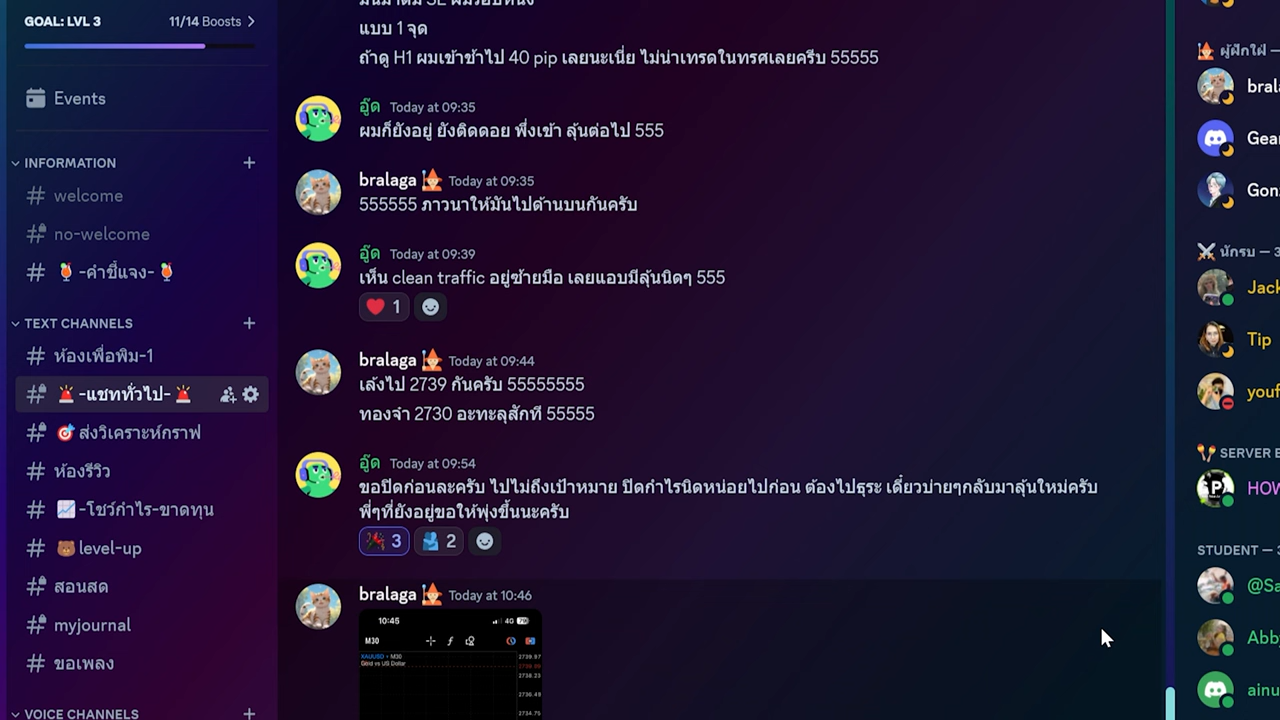 GOAL: LVL 3
11/14 Boosts
Events
INFORMATION
welcome
no-welcome
-คำชี้แจง-
TEXT CHANNELS
ห้องเพื่อพิม-1
-แชททั่วไป-
ส่งวิเคราะห์กราฟ
ห้องรีวิว
-โชว์กำไร-ขาดทุน
level-up
สอนสด
myjournal
ขอเพลง
VOICE CHANNELS
แบบ 1 จุด
ถ้าดู H1 ผมเข้าช้าไป 40 pip เลยนะเนี่ย ไม่น่าเทรดในทรศเลยครีบ 55555
อู๊ด Today at 09:35
ผมก็ยังอยู่ ยังติดดอย พึ่งเข้า ลุ้นต่อไป 555
bralaga Today at 09:35
555555 ภาวนาให้มันไปด้านบนกันครับ
อู๊ด Today at 09:39
เห็น clean traffic อยู่ซ้ายมือ เลยแอบมีลุ้นนิดๆ 555
1
bralaga Today at 09:44
เล้งไป 2739 กันครับ 55555555
ทองจ๋า 2730 อะทะลุสักที 55555
อู๊ด Today at 09:54
ขอปิดก่อนละครับ ไปไม่ถึงเป้าหมาย ปิดกำไรนิดหน่อยไปก่อน ต้องไปธุระ เดี๋ยวบ่ายๆกลับมาลุ้นใหม่ครับ
พี่ๆที่ยังอยู่ขอให้พุ่งขึ้นนะครับ
3 2
bralaga Today at 10:46
10:45 4G
M30
XAUUSD • M30
Gold vs US Dollar
2739.97
2738.23
2736.49
2734.75
ผู้ฝึกใฝ่ —
Gear
นักรบ — 3
Jack
Tip
youf
SERVER B
HOW
STUDENT — 3
@Sa
Abby
ainu